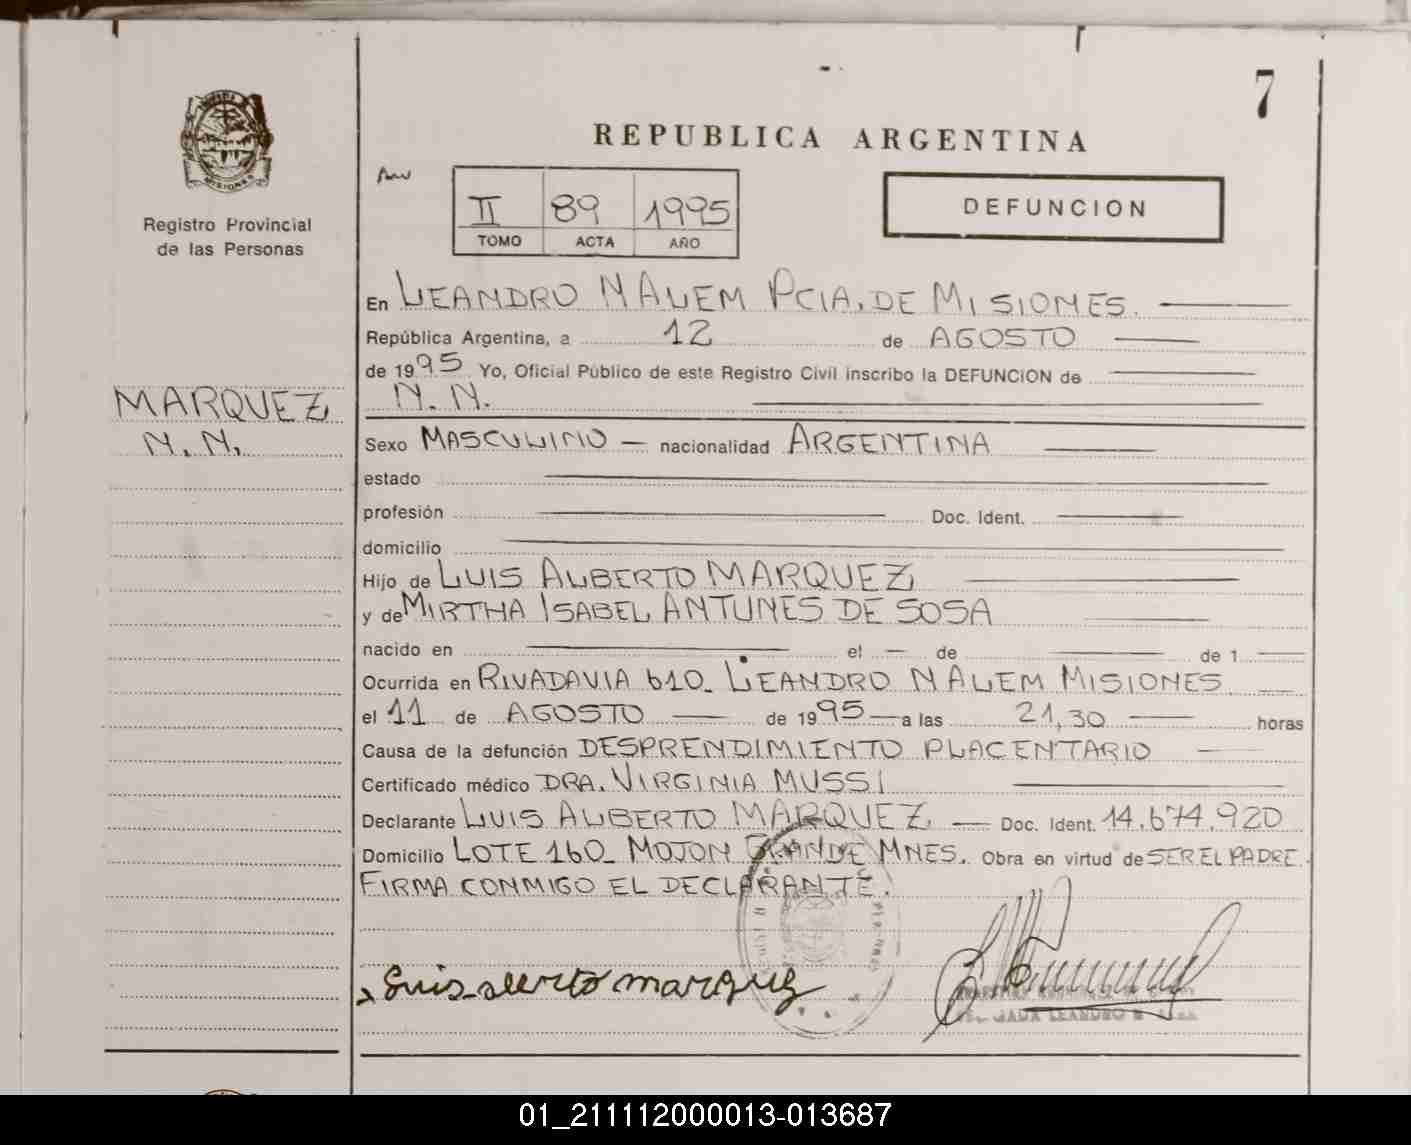 7
REPUBLICA ARGENTINA
MISIONES
Registro Provincial
de las Personas
II 89 1995
TOMO ACTA AÑO
DEFUNCION
En LEANDRO N ALEM PCIA. DE MISIONES.
República Argentina, a 12 de AGOSTO
de 1995 Yo, Oficial Público de este Registro Civil inscribo la DEFUNCION de
N. N.
MARQUEZ
N. N.
Sexo MASCULINO — nacionalidad ARGENTINA
estado
profesión Doc. Ident.
domicilio
Hijo de LUIS ALBERTO MARQUEZ
y de MIRTHA ISABEL ANTUNES DE SOSA
nacido en el — de de 1
Ocurrida en RIVADAVIA 610_ LEANDRO N ALEM MISIONES
el 11 de AGOSTO — de 1995 — a las 21,30 — horas
Causa de la defunción DESPRENDIMIENTO PLACENTARIO
Certificado médico DRA. VIRGINIA MUSSI
Declarante LUIS ALBERTO MARQUEZ — Doc. Ident. 14.674.920
Domicilio LOTE 160_ MOJON GRANDE MNES. Obra en virtud de SER EL PADRE.
FIRMA CONMIGO EL DECLARANTE.
Luis alerto marquez
LEANDRO N.
01_211112000013-013687